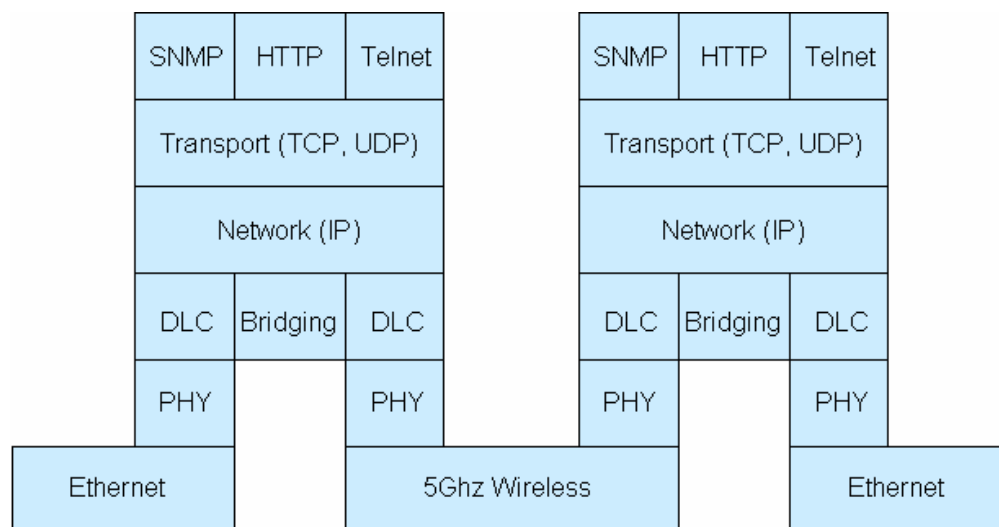 SNMP HTTP Telnet SNMP HTTP Telnet
Transport (TCP, UDP) Transport (TCP, UDP)
Network (IP) Network (IP)
DLC Bridging DLC DLC Bridging DLC
PHY PHY PHY PHY
Ethernet 5Ghz Wireless Ethernet